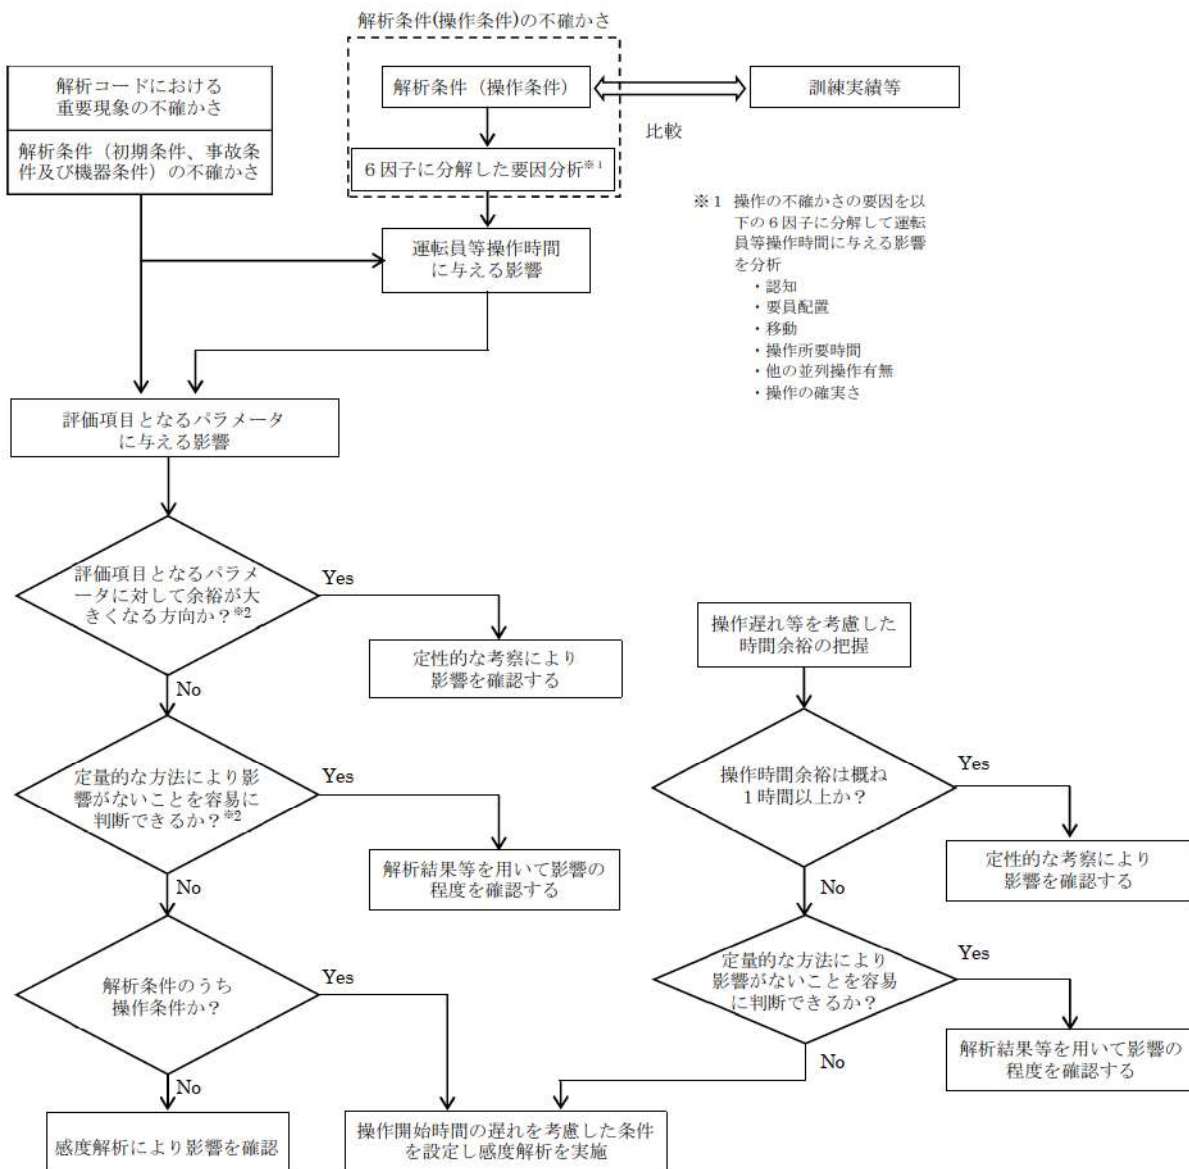 解析条件(操作条件)の不確かさ
解析コードにおける
重要現象の不確かさ
解析条件（初期条件、事故条
件及び機器条件）の不確かさ
解析条件（操作条件）
訓練実績等
比較
６因子に分解した要因分析※１
※１ 操作の不確かさの要因を以
下の６因子に分解して運転
員等操作時間に与える影響
を分析
・認知
・要員配置
・移動
・操作所要時間
・他の並列操作有無
・操作の確実さ
運転員等操作時間
に与える影響
評価項目となるパラメータ
に与える影響
評価項目となるパラメ
ータに対して余裕が大
きくなる方向か？※2
Yes
定性的な考察により
影響を確認する
No
定量的な方法により影
響がないことを容易に
判断できるか？※2
Yes
解析結果等を用いて影響の
程度を確認する
No
解析条件のうち
操作条件か？
Yes
No
感度解析により影響を確認
操作開始時間の遅れを考慮した条件
を設定し感度解析を実施
操作遅れ等を考慮した
時間余裕の把握
操作時間余裕は概ね
１時間以上か？
Yes
定性的な考察により
影響を確認する
No
定量的な方法により
影響がないことを容易
に判断できるか？
Yes
解析結果等を用いて影響の
程度を確認する
No